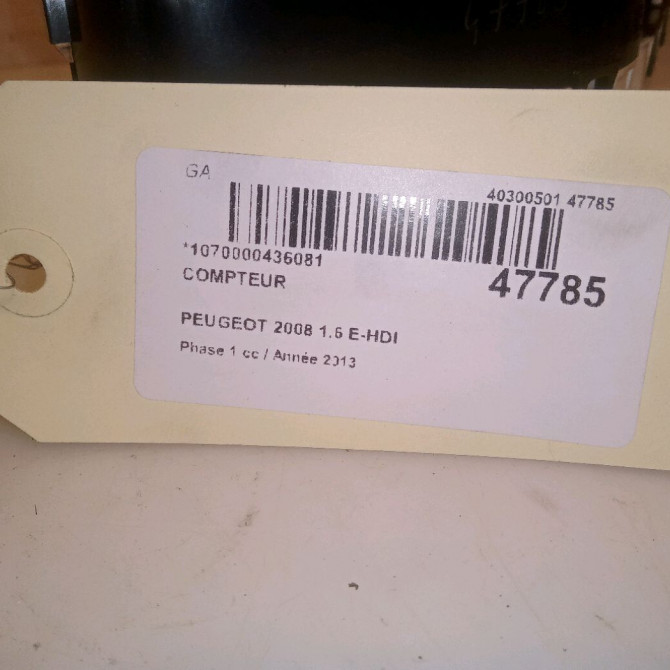 GA
40300501 47785
*1070000436081
COMPTEUR
47785
PEUGEOT 2008 1.6 E-HDI
Phase 1 cc / Année 2013